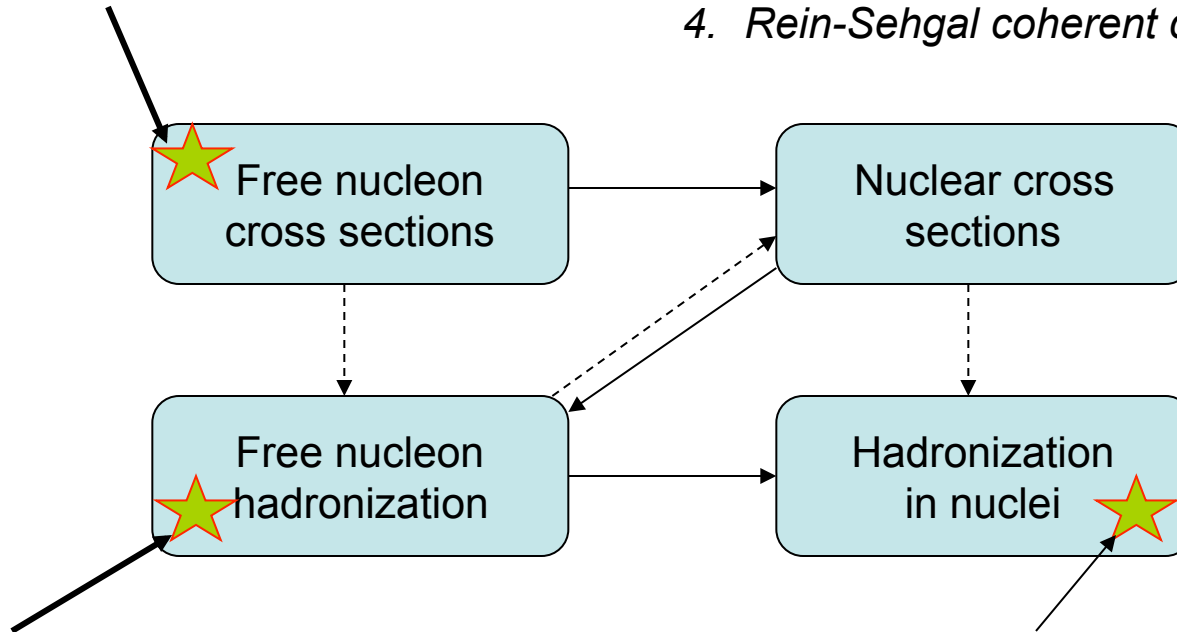 4. Rein-Sehgal coherent
Free nucleon
cross sections
Nuclear cross
sections
Free nucleon
hadronization
Hadronization
in nuclei